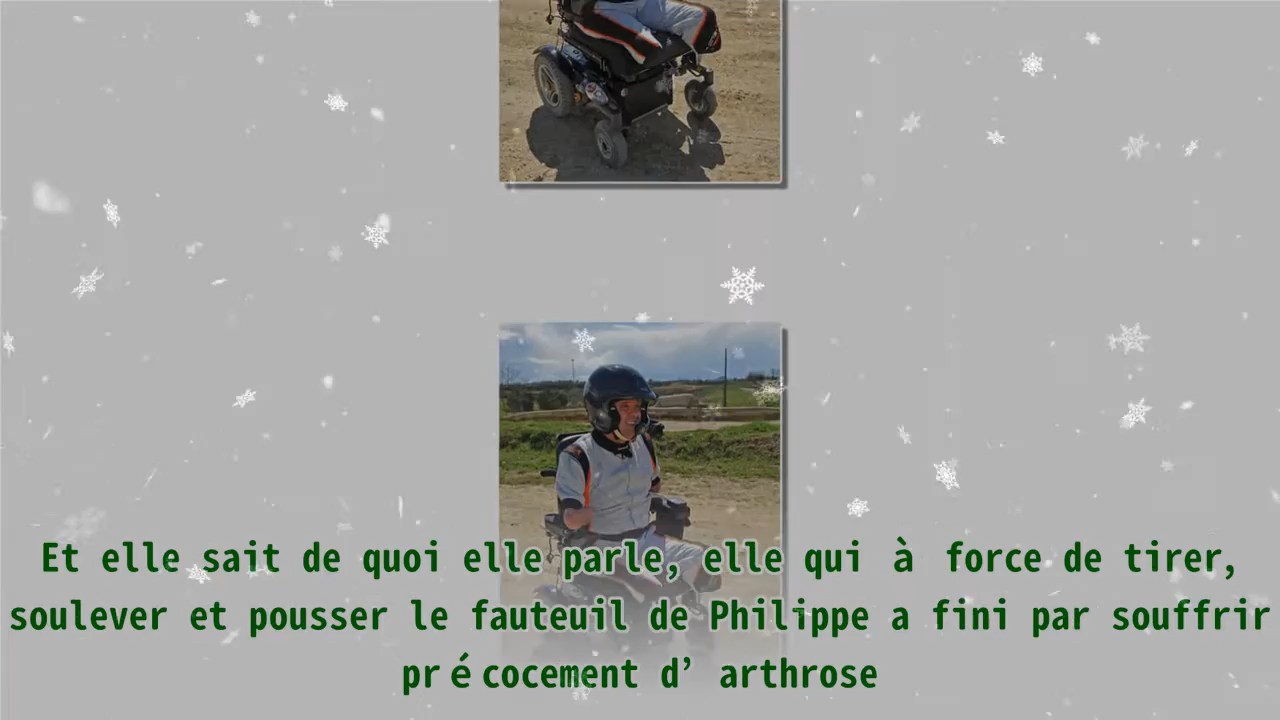 Et elle sait de quoi elle parle, elle qui à force de tirer,
soulever et pousser le fauteuil de Philippe a fini par souffrir
précocement d’ arthrose